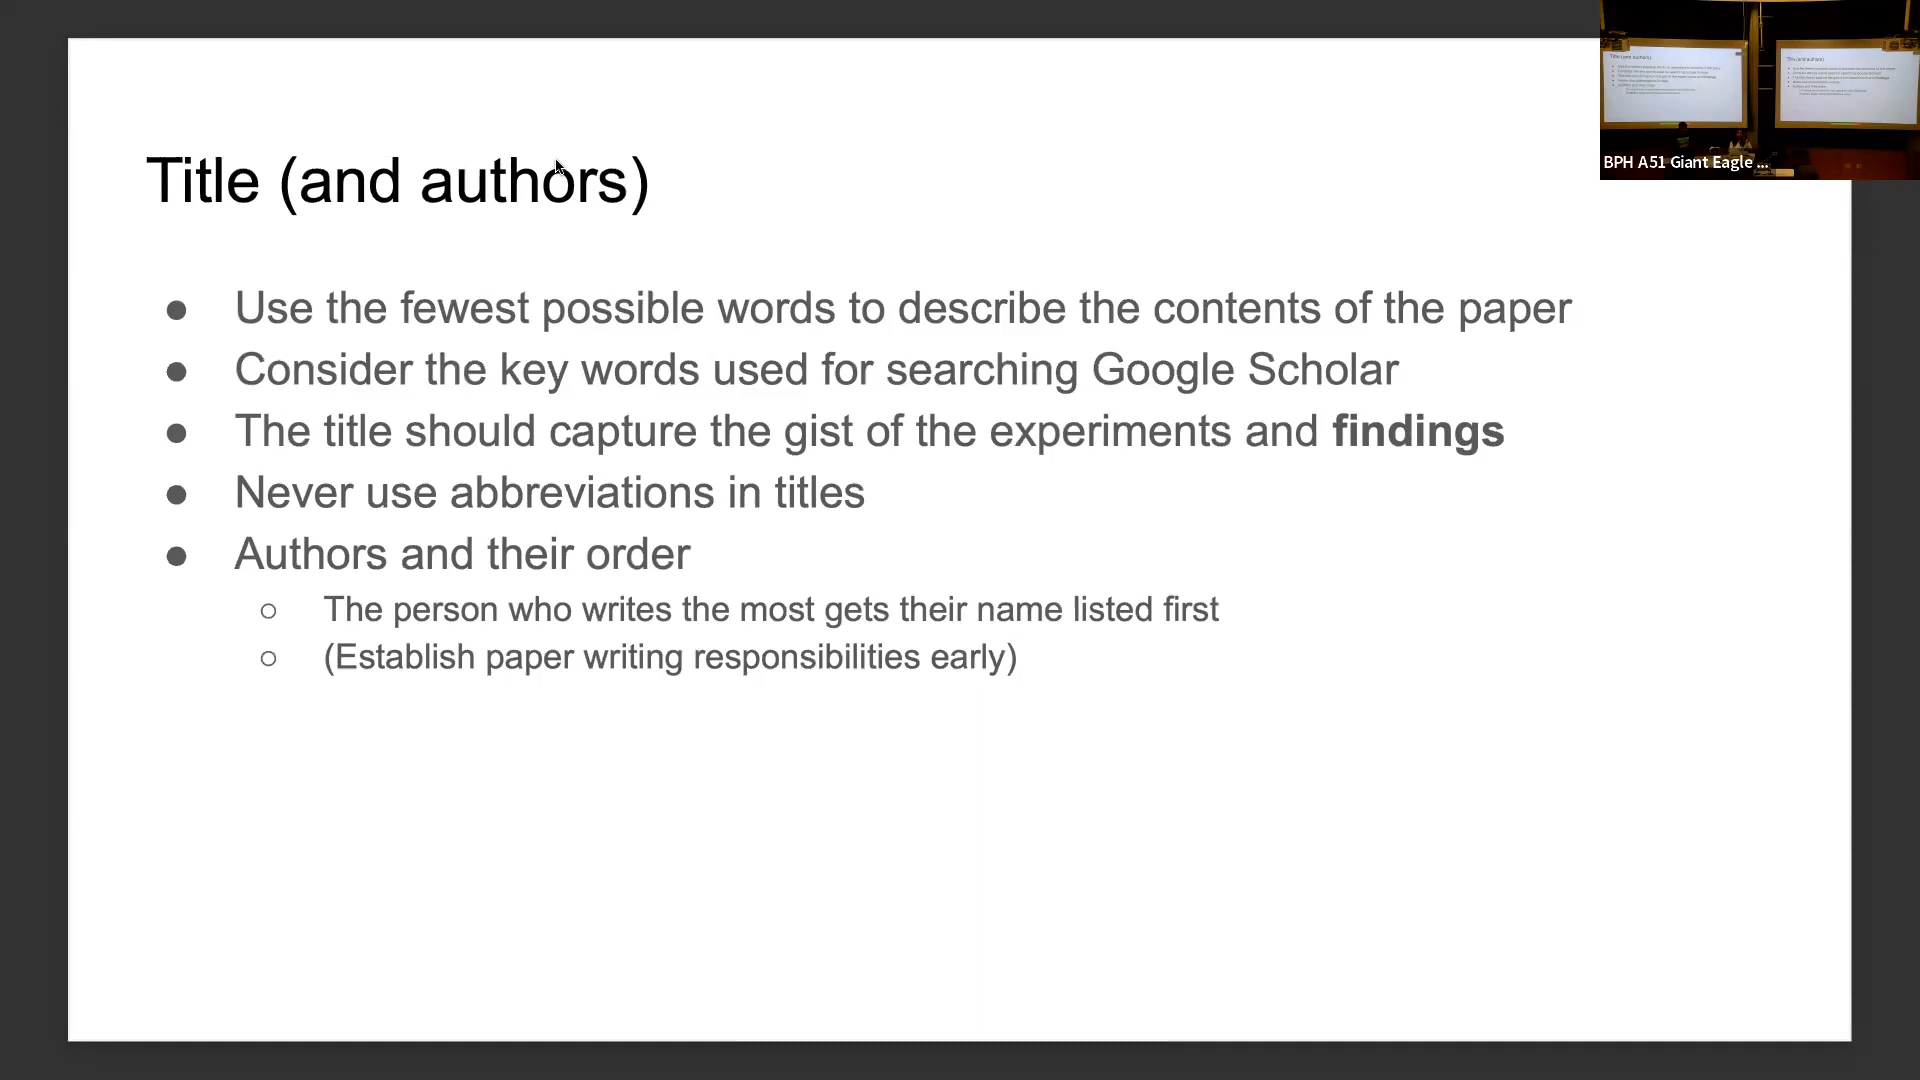 Title (and authors)
● Use the fewest possible words to describe the contents of the paper
● Consider the key words used for searching Google Scholar
● The title should capture the gist of the experiments and findings
● Never use abbreviations in titles
● Authors and their order
○ The person who writes the most gets their name listed first
○ (Establish paper writing responsibilities early)
BPH A51 Giant Eagle ...